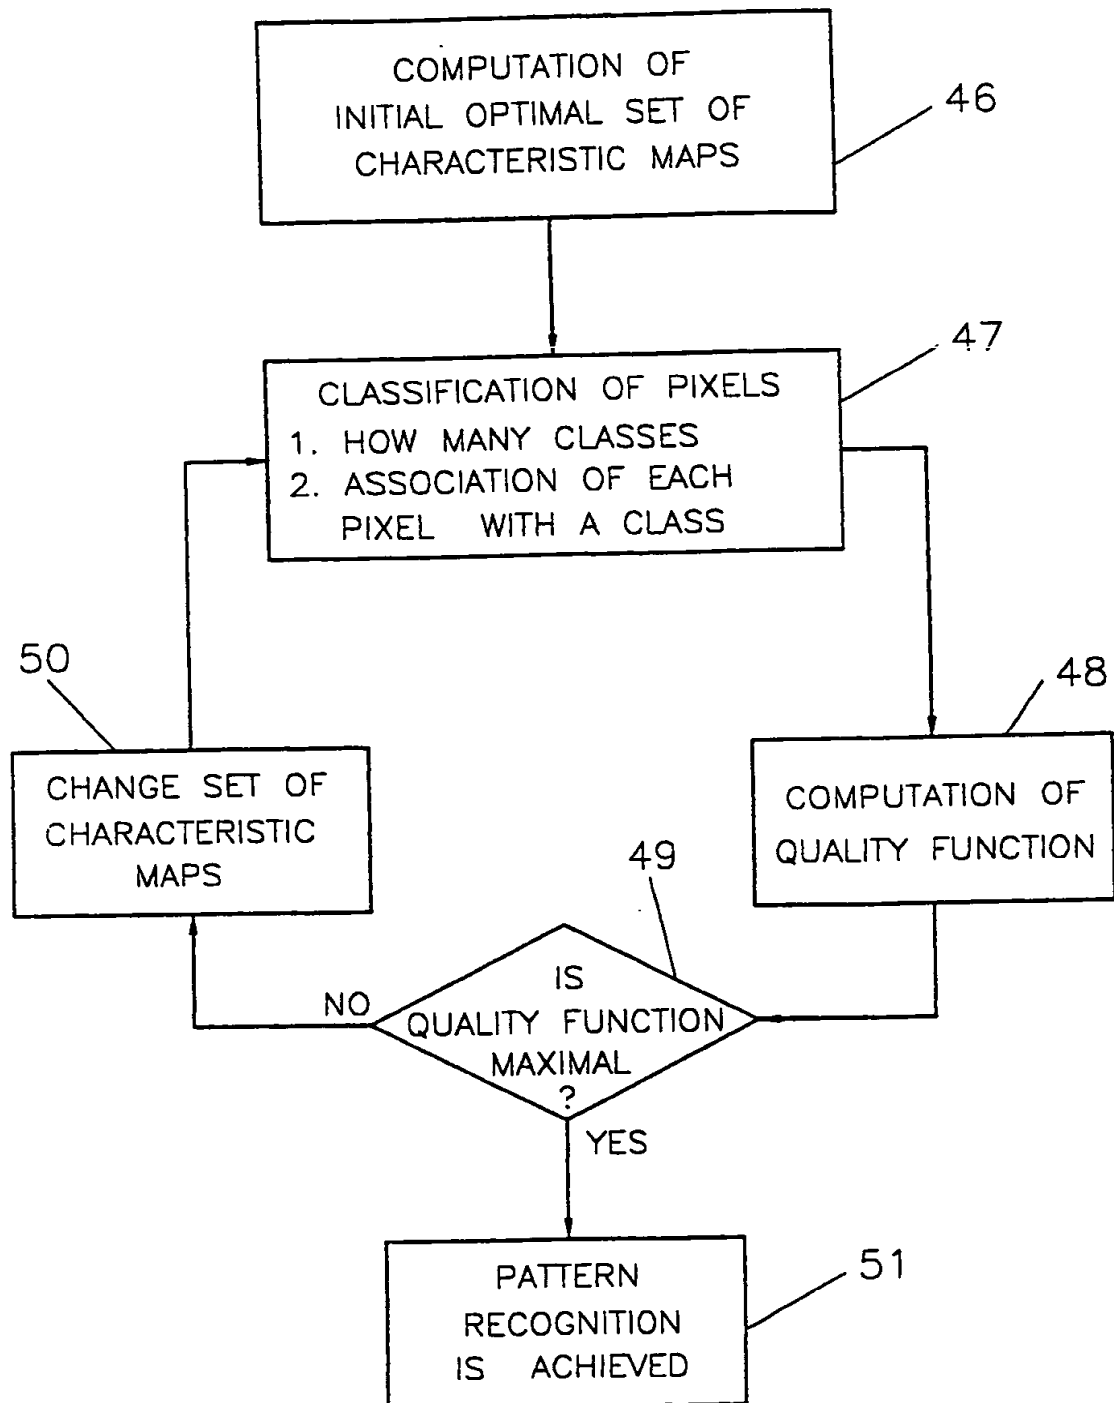 COMPUTATION OF
INITIAL OPTIMAL SET OF
CHARACTERISTIC MAPS
46
CLASSIFICATION OF PIXELS
1. HOW MANY CLASSES
2. ASSOCIATION OF EACH
PIXEL WITH A CLASS
47
50
CHANGE SET OF
CHARACTERISTIC
MAPS
48
COMPUTATION OF
QUALITY FUNCTION
49
IS
QUALITY FUNCTION
MAXIMAL
?
NO
YES
PATTERN
RECOGNITION
IS ACHIEVED
51